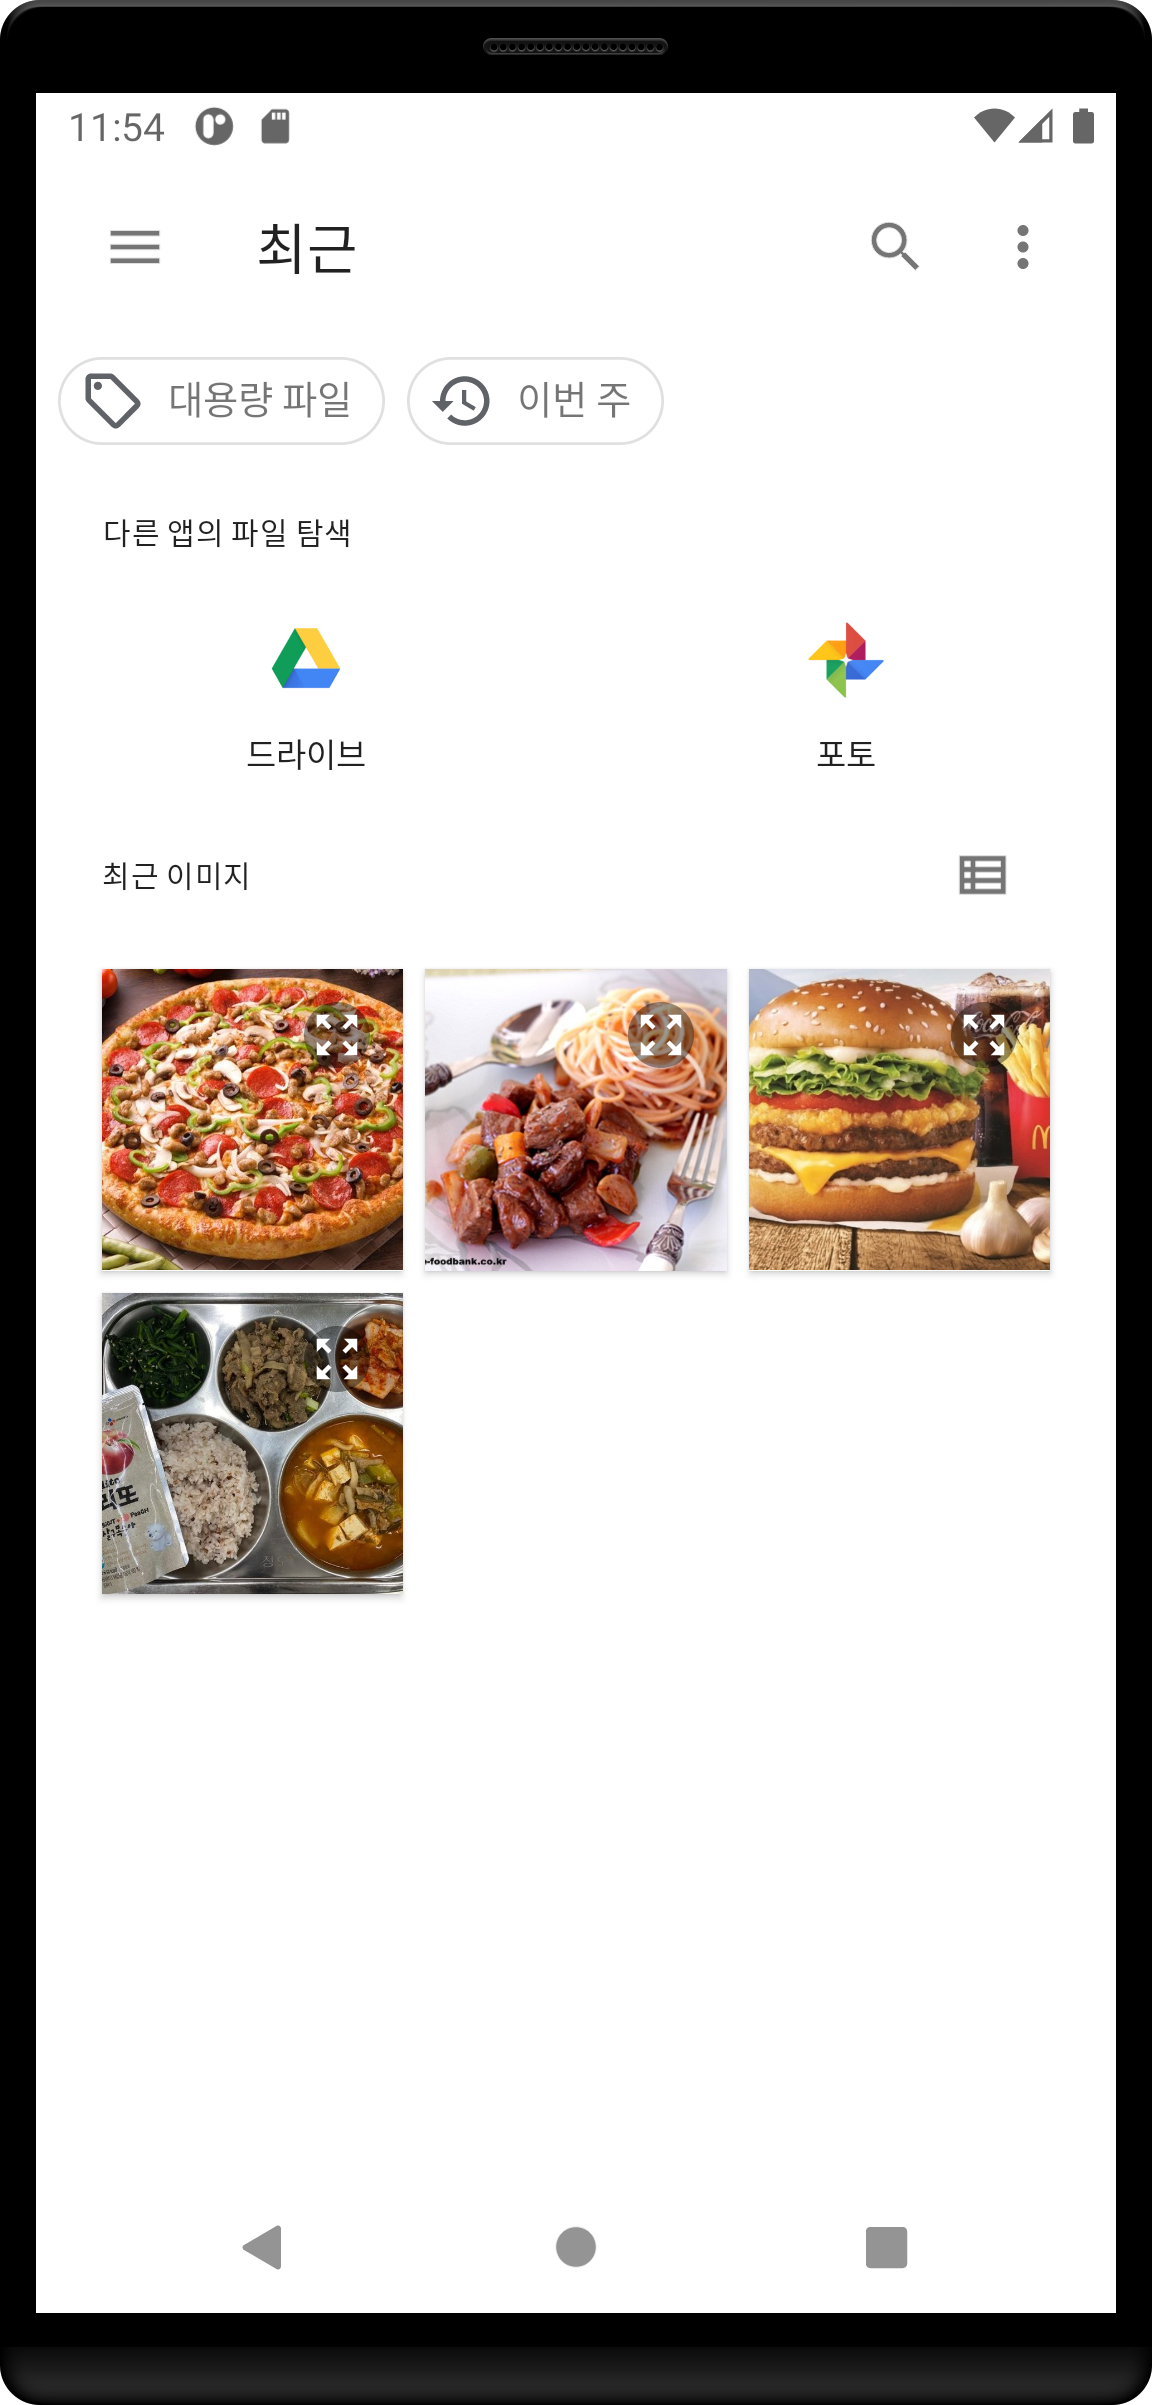 11:54
최근
대용량 파일
이번 주
다른 앱의 파일 탐색
드라이브
포토
최근 이미지
-foodbank.co.kr